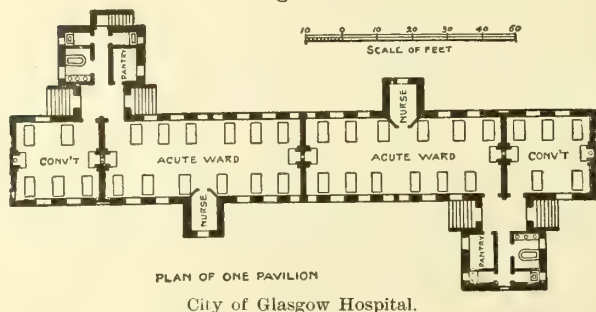 10 0 10 20 30 40 50 60
SCALE OF FEET
PANTRY
NURSE
CONV'T
ACUTE WARD
ACUTE WARD
CONV'T
NURSE
PANTRY
PLAN OF ONE PAVILION
City of Glasgow Hospital.